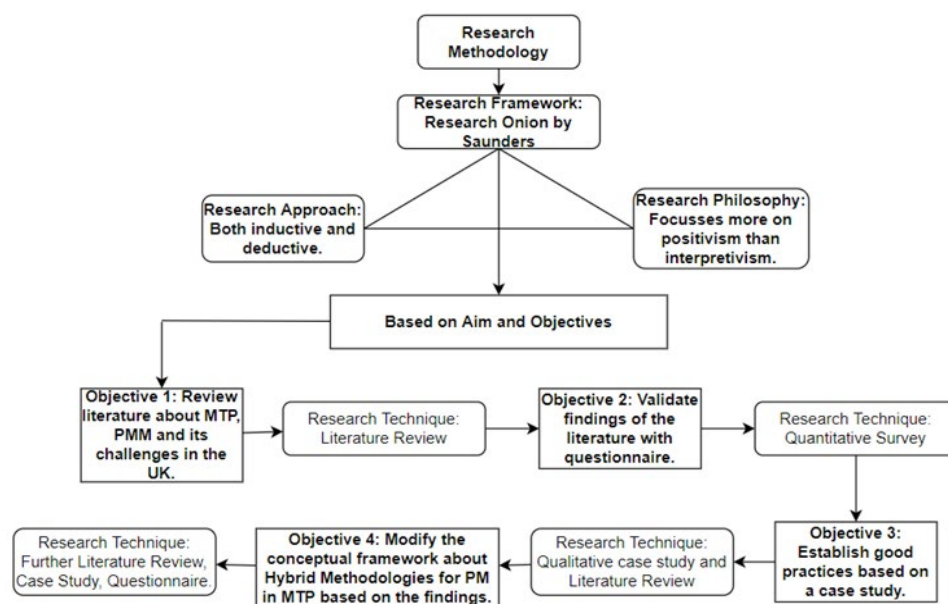 Research
Methodology
Research Framework:
Research Onion by
Saunders
Research Approach:
Both inductive and
deductive.
Research Philosophy:
Focusses more on
positivism than
interpretivism.
Based on Aim and Objectives
Objective 1: Review
literature about MTP,
PMM and its
challenges in the
UK.
Research Technique:
Literature Review
Objective 2: Validate
findings of the
literature with
questionnaire.
Research Technique:
Quantitative Survey
Objective 3:
Establish good
practices based on
a case study.
Research Technique:
Qualitative case study and
Literature Review
Objective 4: Modify the
conceptual framework about
Hybrid Methodologies for PM
in MTP based on the findings.
Research Technique:
Further Literature Review,
Case Study, Questionnaire.